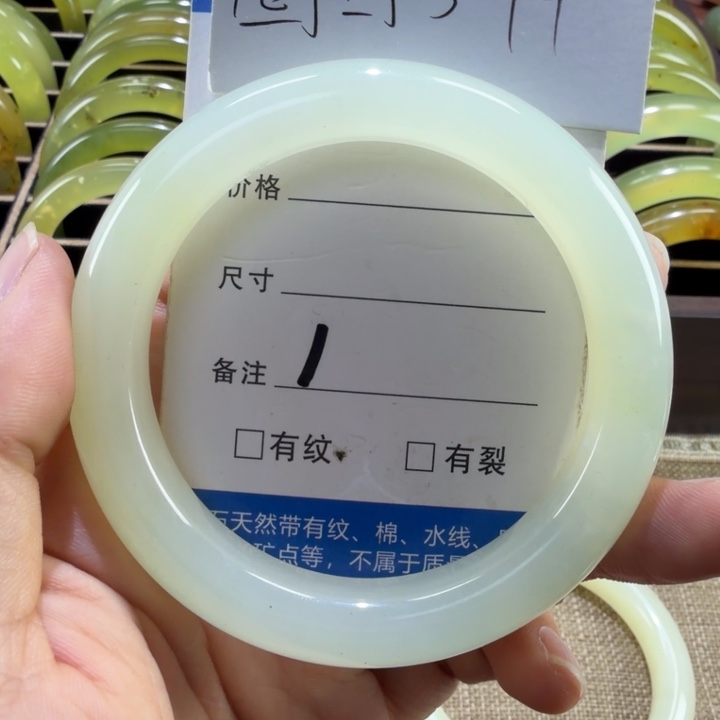 价格
尺寸
备注 1
□有纹 □有裂
天然带有纹、棉、水线、
矿点等，不属于质